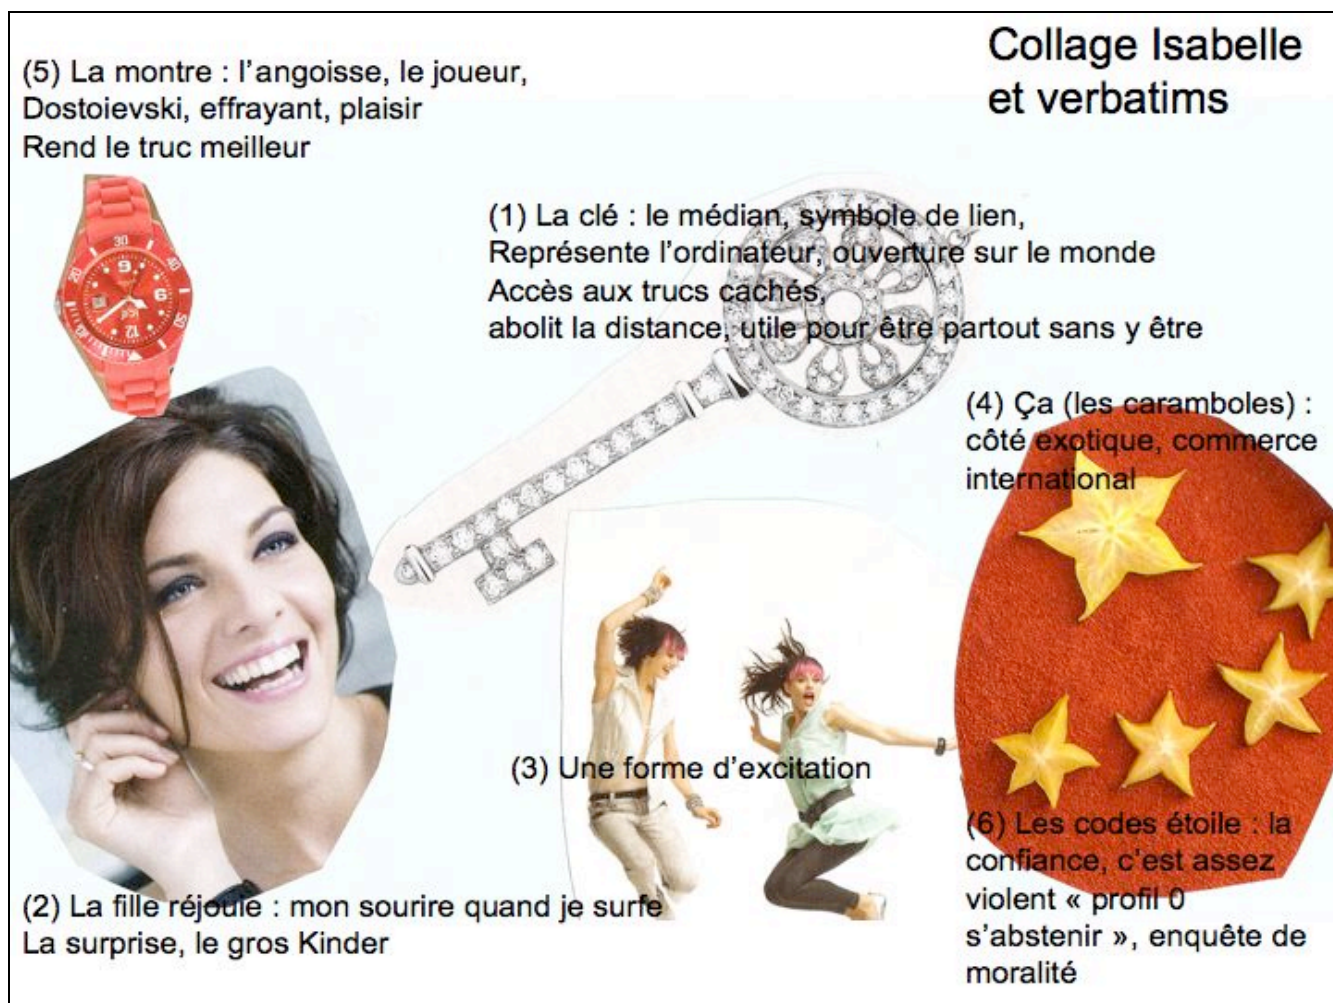 Collage Isabelle
et verbatims
(5) La montre : l'angoisse, le joueur,
Dostoievski, effrayant, plaisir
Rend le truc meilleur
(1) La clé : le médian, symbole de lien,
Représente l'ordinateur, ouverture sur le monde
Accès aux trucs cachés,
abolit la distance, utile pour être partout sans y être
(4) Ça (les caramboles) :
côté exotique, commerce
international
(3) Une forme d'excitation
(6) Les codes étoile : la
confiance, c'est assez
violent « profil 0
s'abstenir », enquête de
moralité
(2) La fille réjouie : mon sourire quand je surfe
La surprise, le gros Kinder